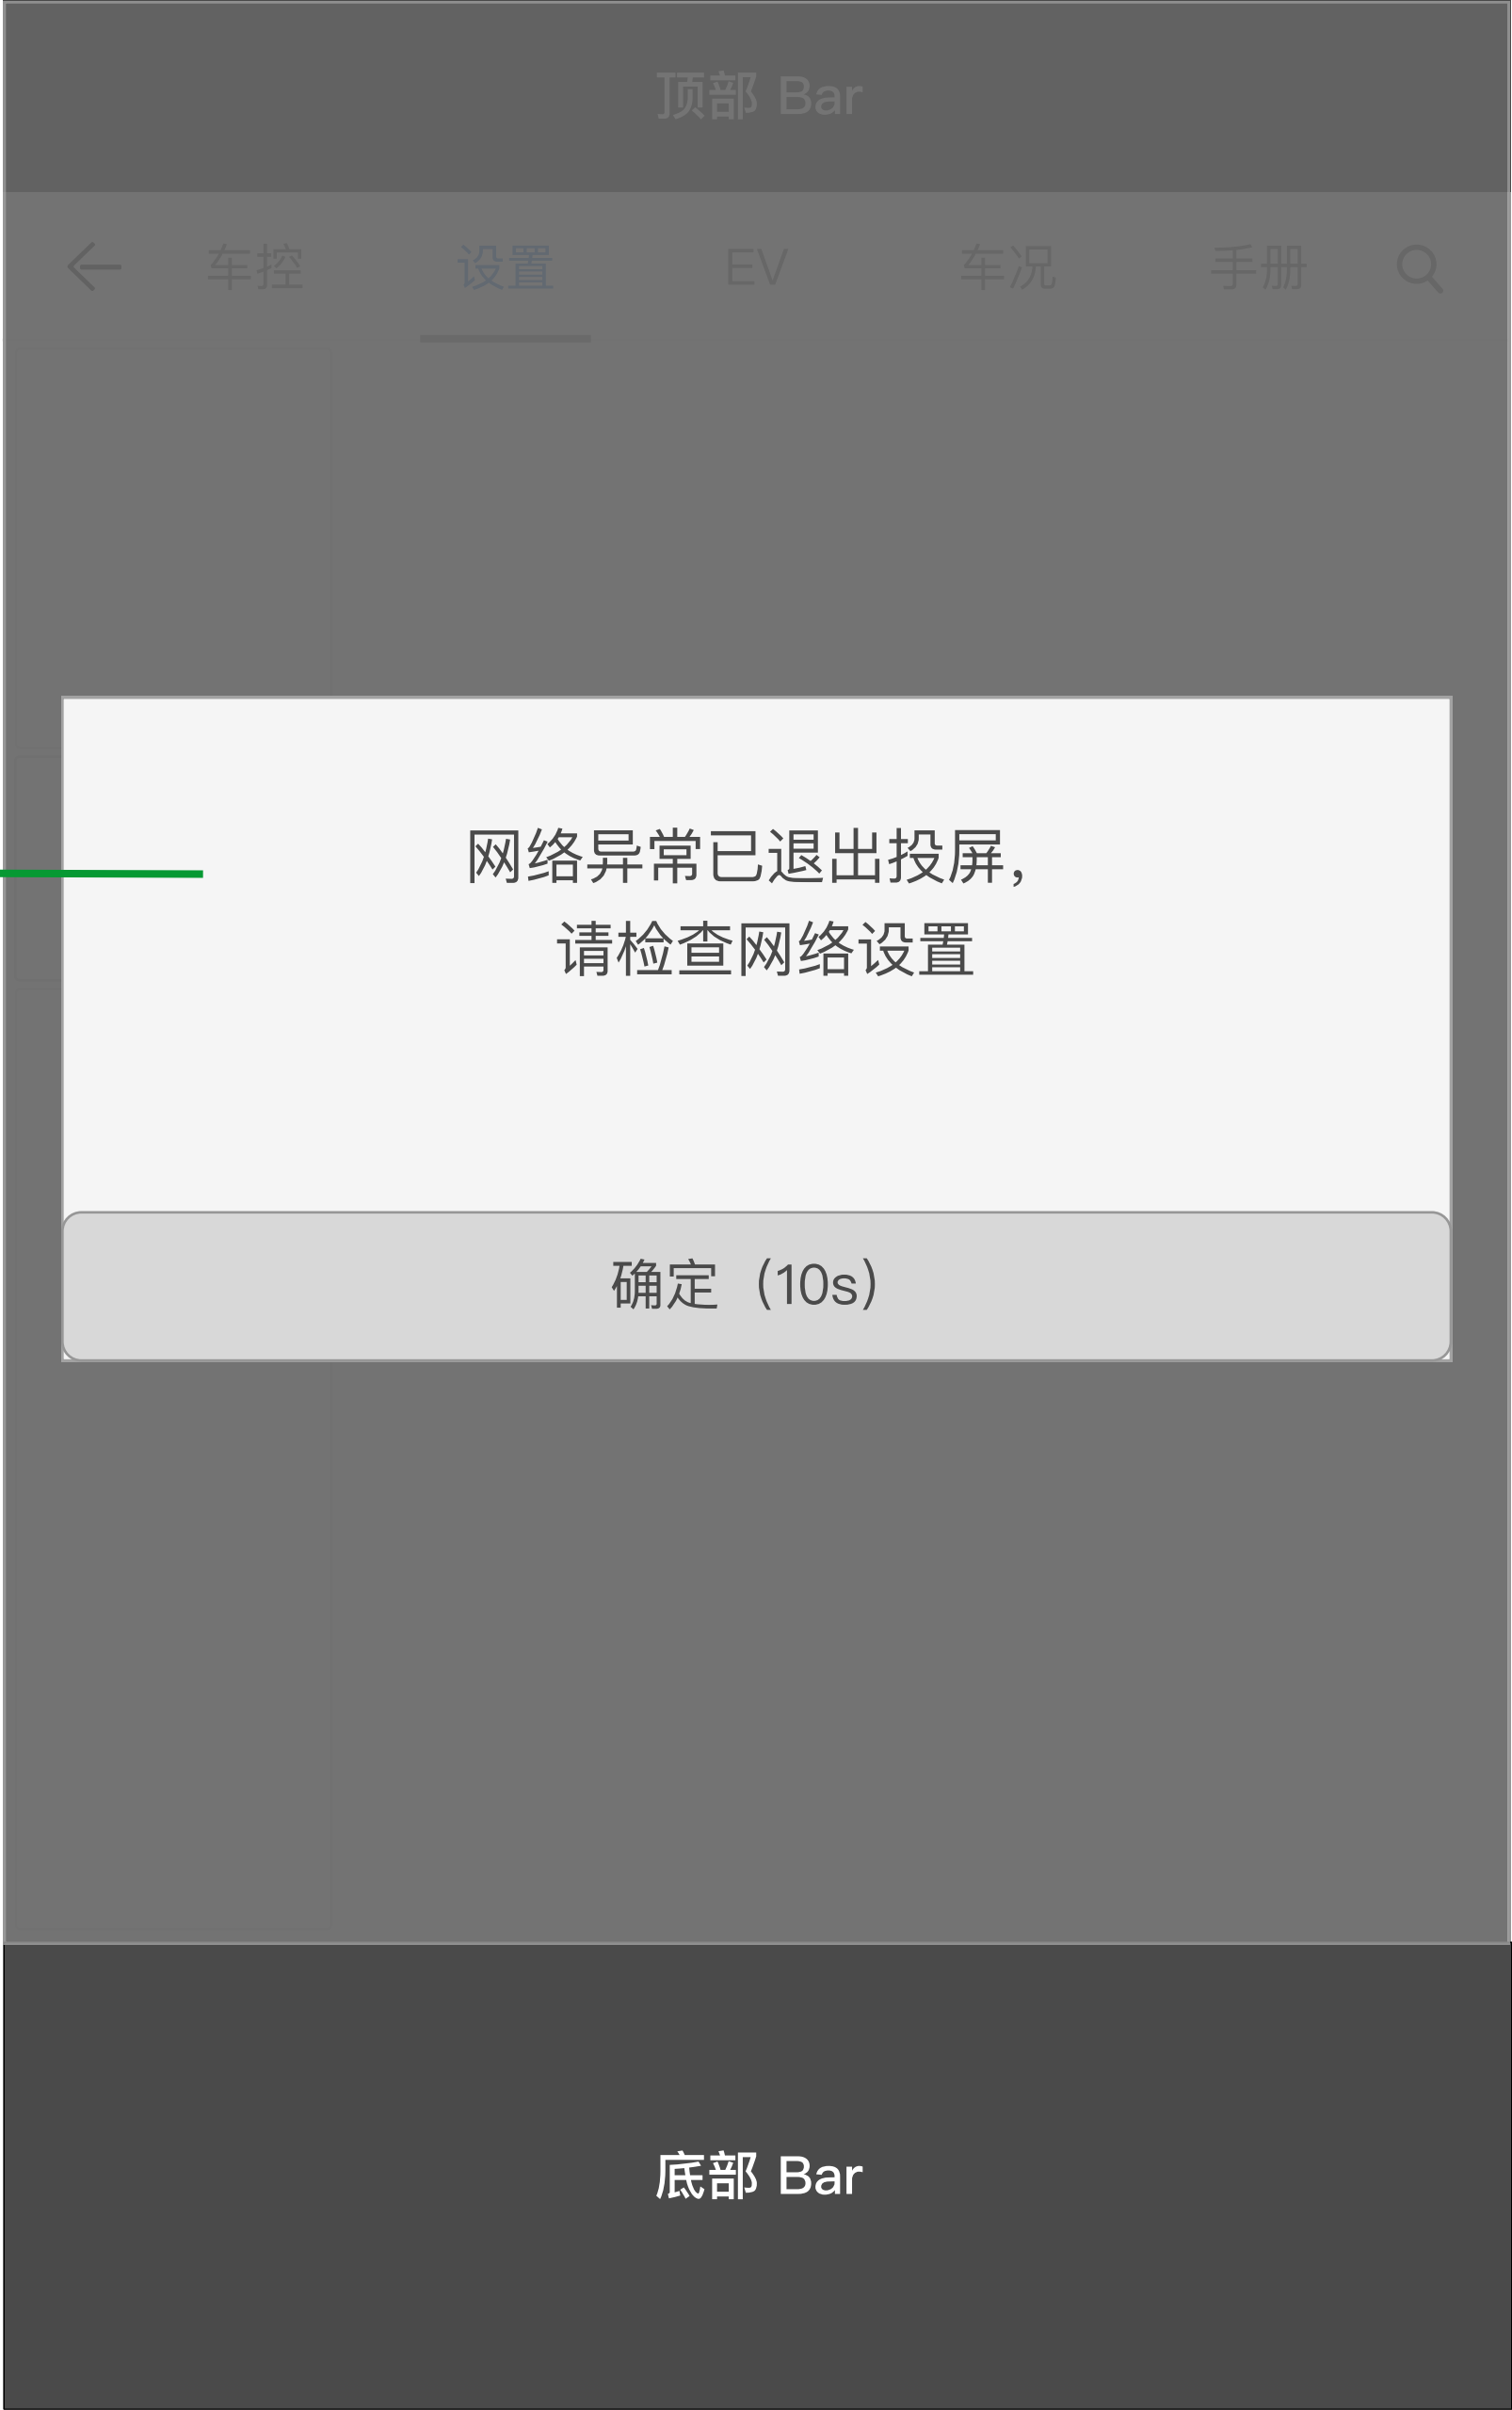 顶部 Bar
车控 设置 EV 车况 手册
网络异常已退出投屏，
请检查网络设置
确定（10s）
底部 Bar